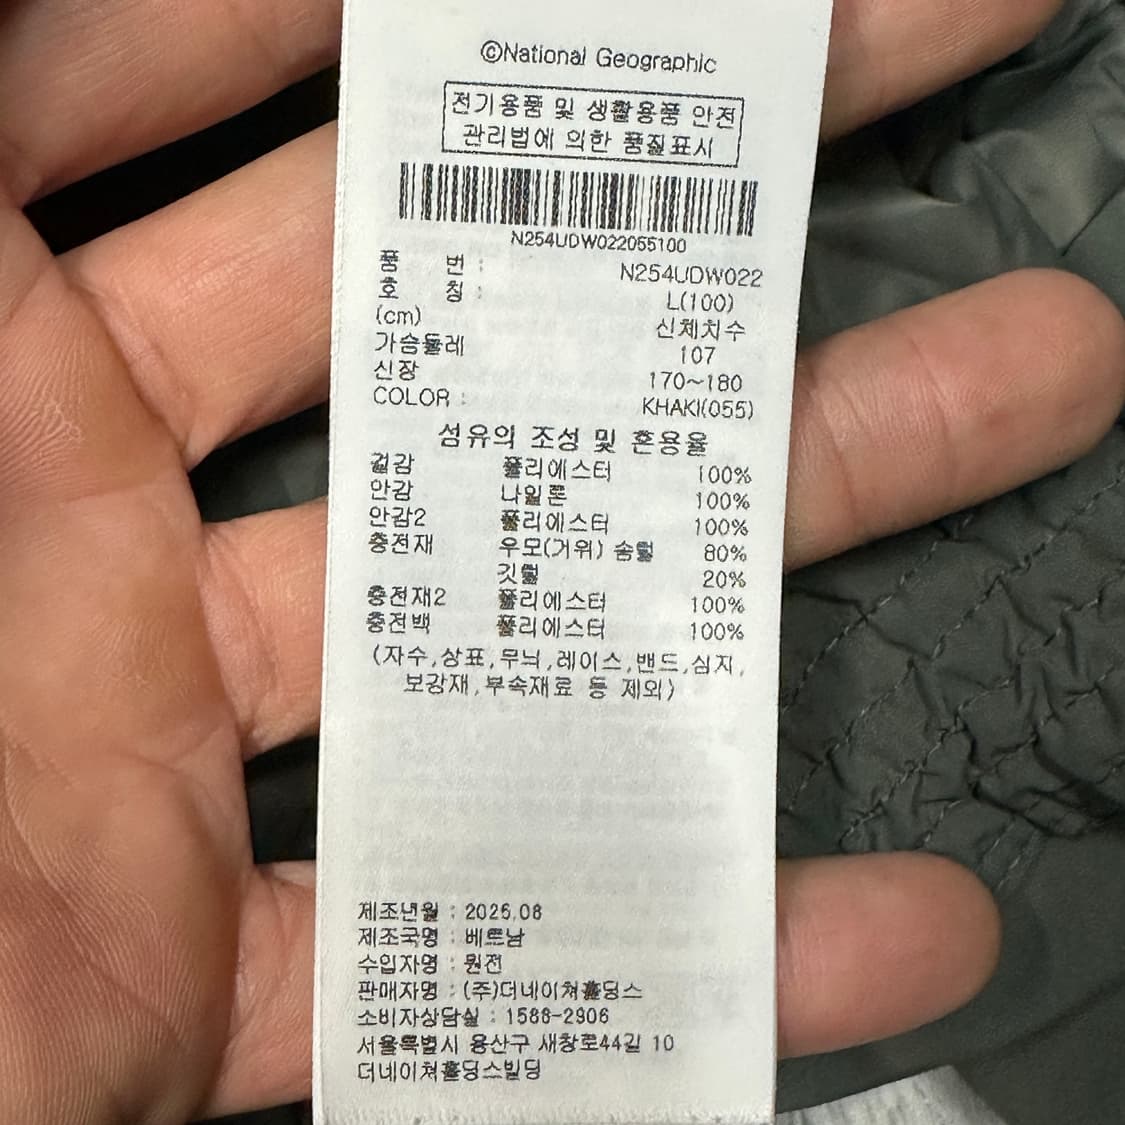 ©National Geographic
전기용품 및 생활용품 안전
관리법에 의한 품질표시
N254UDW022055100
품 번 : N254UDW022
호 칭 : L(100)
(cm) 신체치수
가슴둘레 107
신장 170~180
COLOR : KHAKI(055)
섬유의 조성 및 혼용율
겉감 폴리에스터 100%
안감 나일론 100%
안감2 폴리에스터 100%
충전재 우모(거위) 솜털 80%
깃털 20%
충전재2 폴리에스터 100%
충전백 폴리에스터 100%
(자수,상표,무늬,레이스,밴드,심지,
보강재,부속재료 등 제외)
제조년월 : 2025.08
제조국명 : 베트남
수입자명 : 원전
판매자명 : (주)더네이쳐홀딩스
소비자상담실 : 1588-2906
서울특별시 용산구 새창로44길 10
더네이쳐홀딩스빌딩